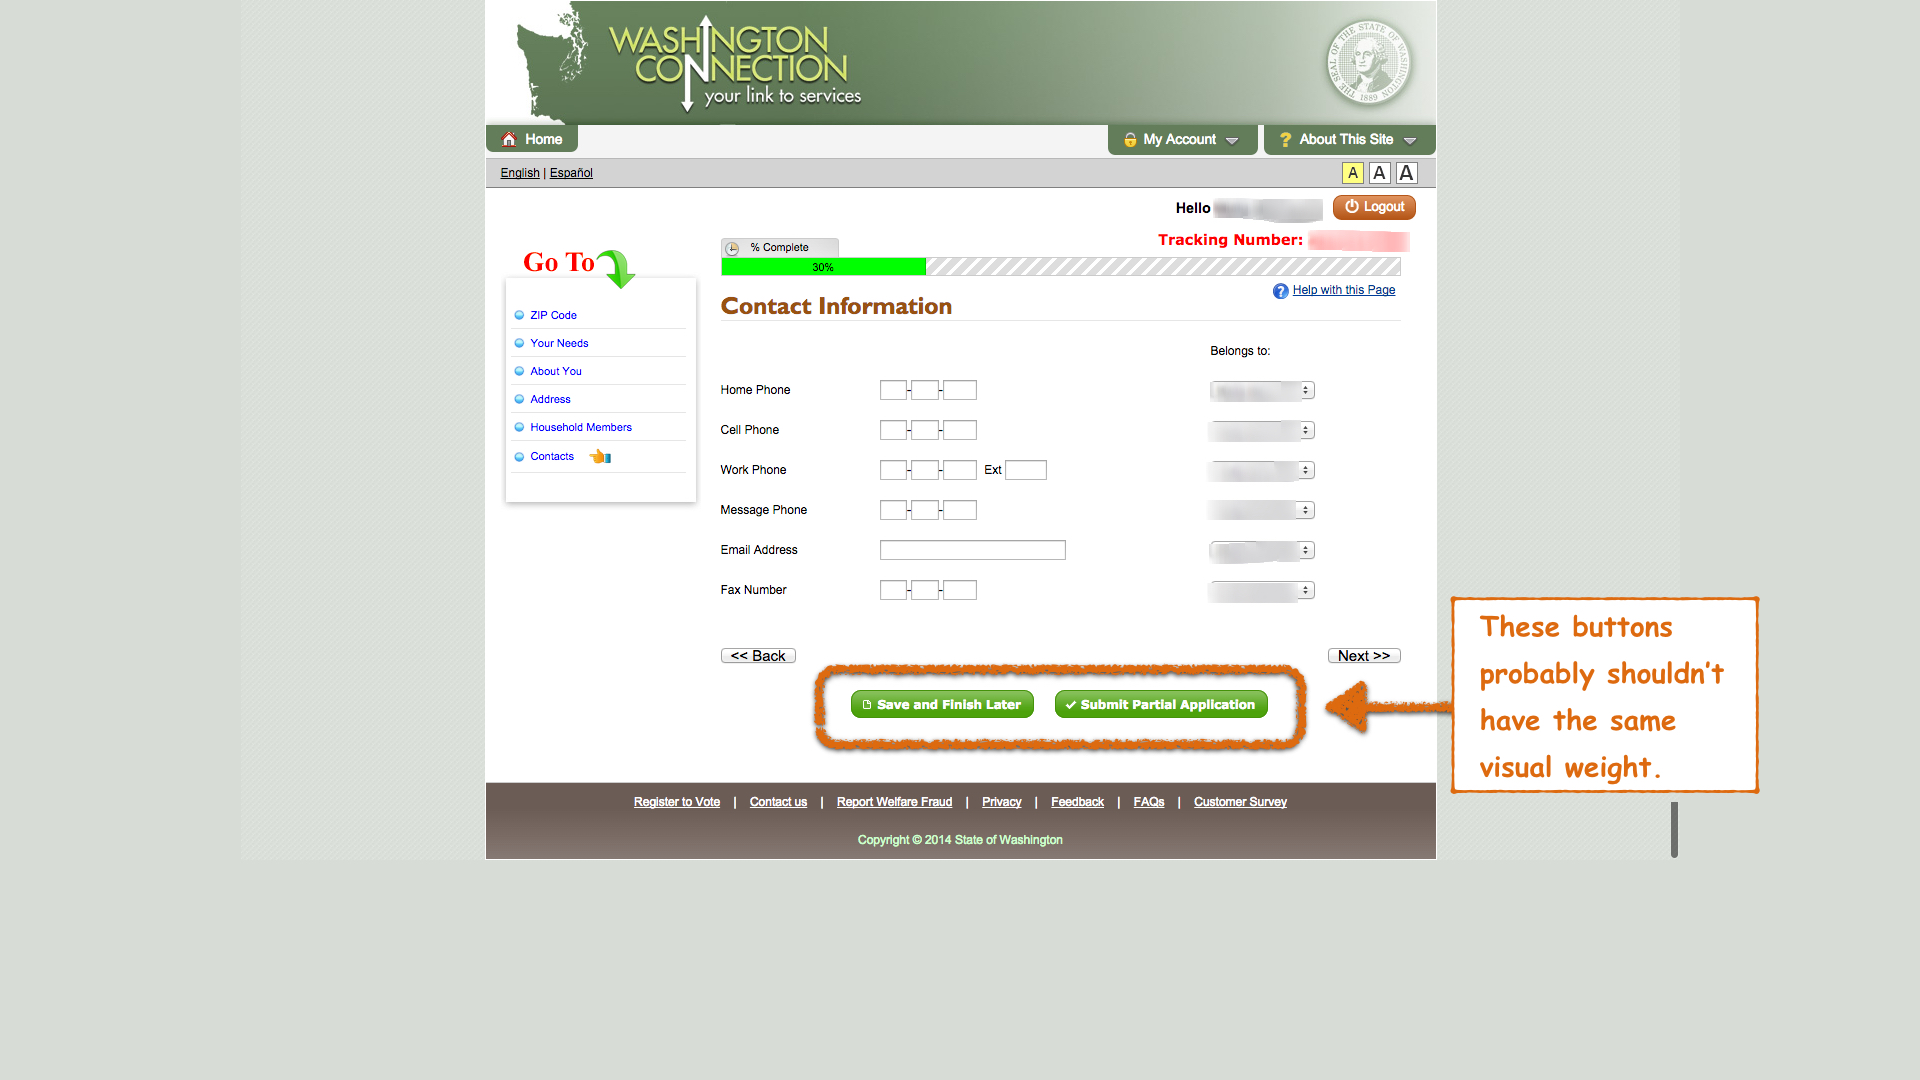 WASHINGTON
CONNECTION
your link to services
THE SEAL OF THE STATE OF WASHINGTON
1889
Home
My Account
? About This Site
English | Español
A A A
Hello
Logout
Tracking Number:
% Complete
30%
Go To
? Help with this Page
Contact Information
ZIP Code
Your Needs
About You
Address
Household Members
Contacts
Belongs to:
Home Phone - -
Cell Phone - -
Work Phone - - Ext
Message Phone - -
Email Address
Fax Number - -
<< Back
Next >>
Save and Finish Later
Submit Partial Application
These buttons
probably shouldn't
have the same
visual weight.
Register to Vote | Contact us | Report Welfare Fraud | Privacy | Feedback | FAQs | Customer Survey
Copyright © 2014 State of Washington